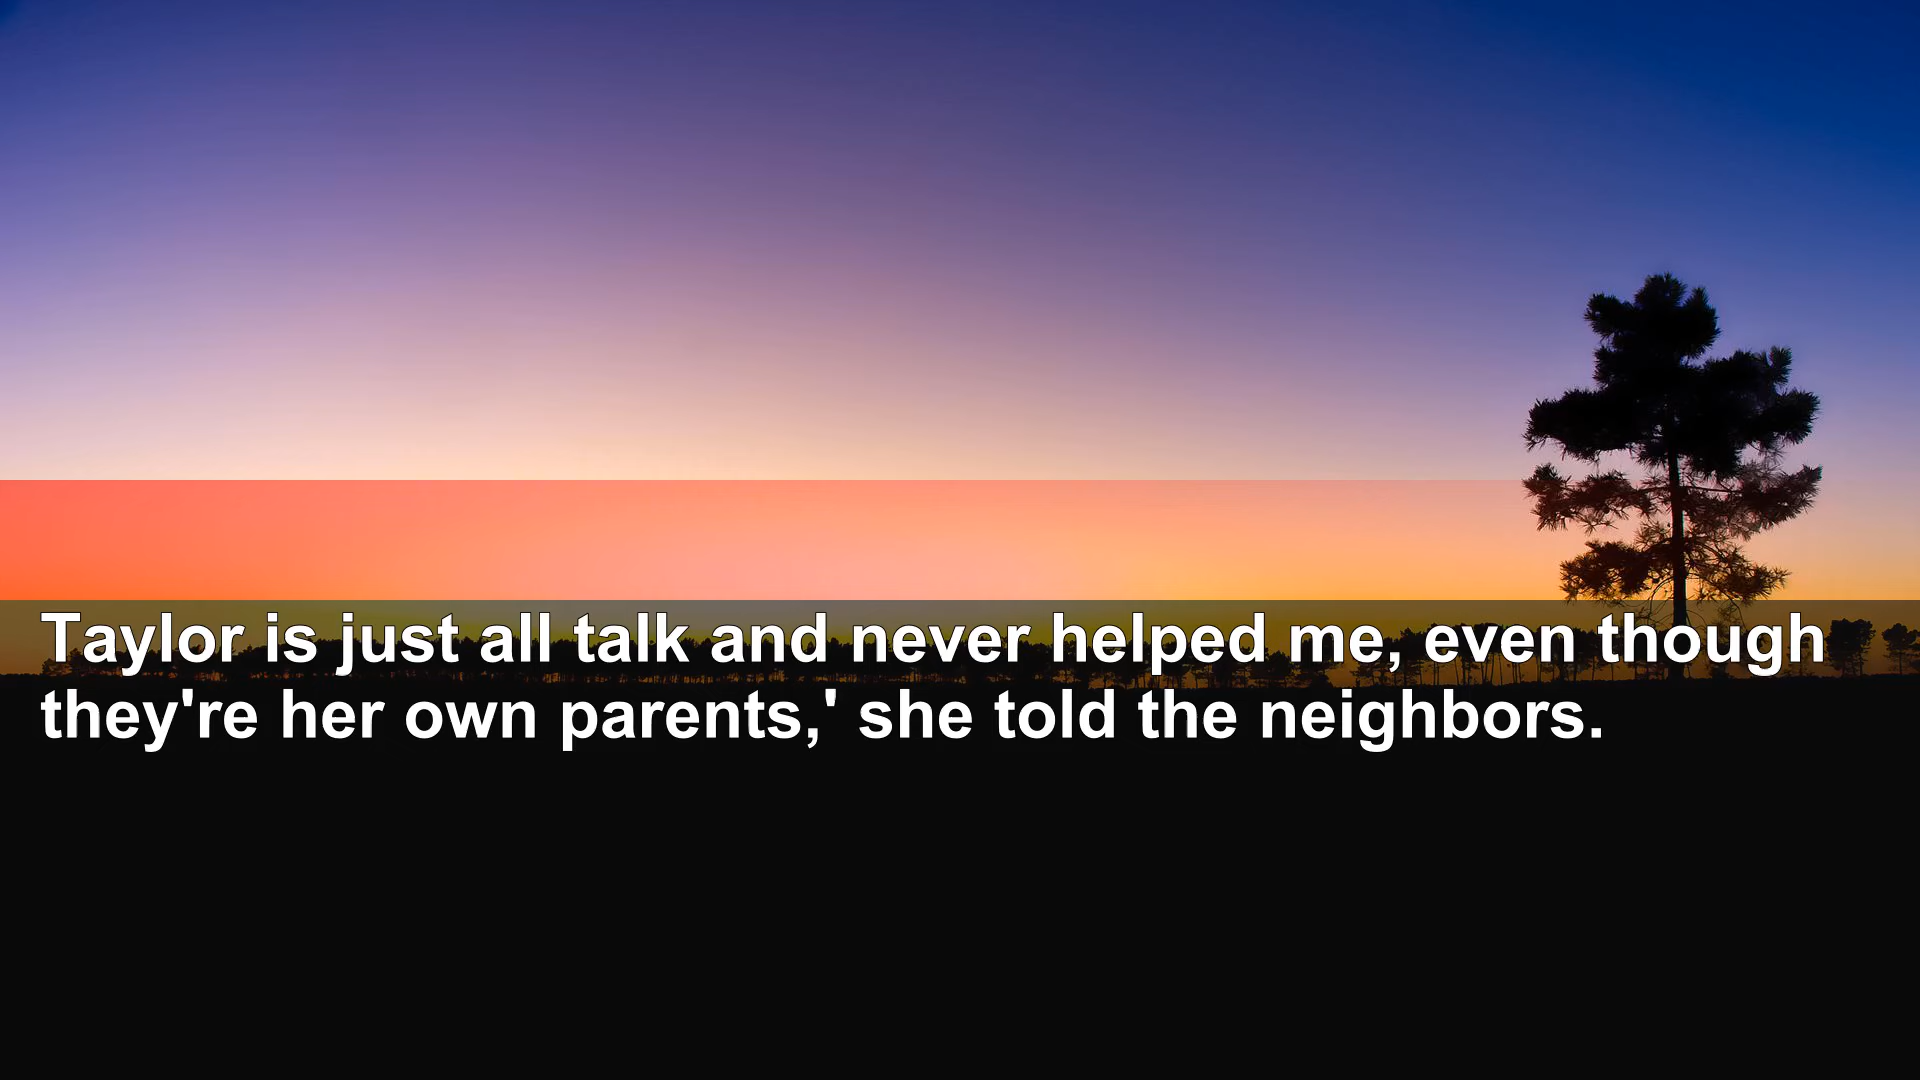 Taylor is just all talk and never helped me, even though
they're her own parents,' she told the neighbors.